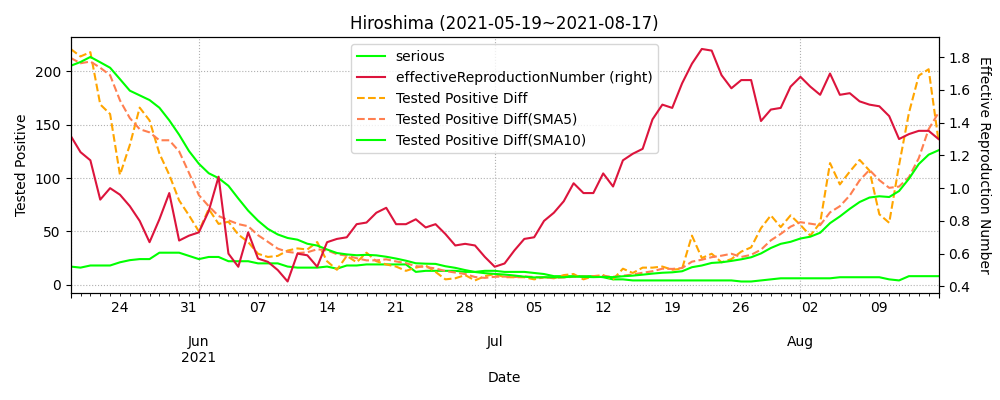 Hiroshima (2021-05-19~2021-08-17)
serious
effectiveReproductionNumber (right)
Tested Positive Diff
Tested Positive Diff(SMA5)
Tested Positive Diff(SMA10)
Tested Positive
200
150
100
50
0
1.8
1.6
1.4
1.2
1.0
0.8
0.6
0.4
Effective Reproduction Number
24 31 07 14 21 28 05 12 19 26 02 09
Jun Jul Aug
2021
Date